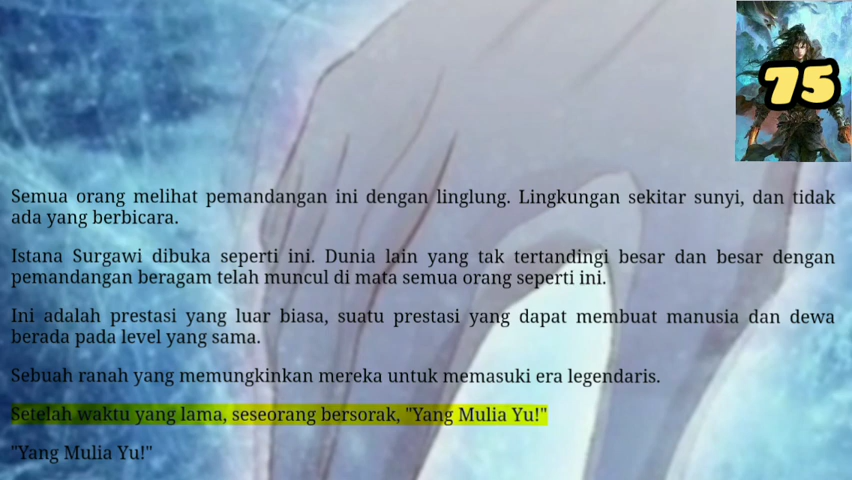 75
Semua orang melihat pemandangan ini dengan linglung. Lingkungan sekitar sunyi, dan tidak
ada yang berbicara.
Istana Surgawi dibuka seperti ini. Dunia lain yang tak tertandingi besar dan besar dengan
pemandangan beragam telah muncul di mata semua orang seperti ini.
Ini adalah prestasi yang luar biasa, suatu prestasi yang dapat membuat manusia dan dewa
berada pada level yang sama.
Sebuah ranah yang memungkinkan mereka untuk memasuki era legendaris.
Setelah waktu yang lama, seseorang bersorak, "Yang Mulia Yu!"
"Yang Mulia Yu!"